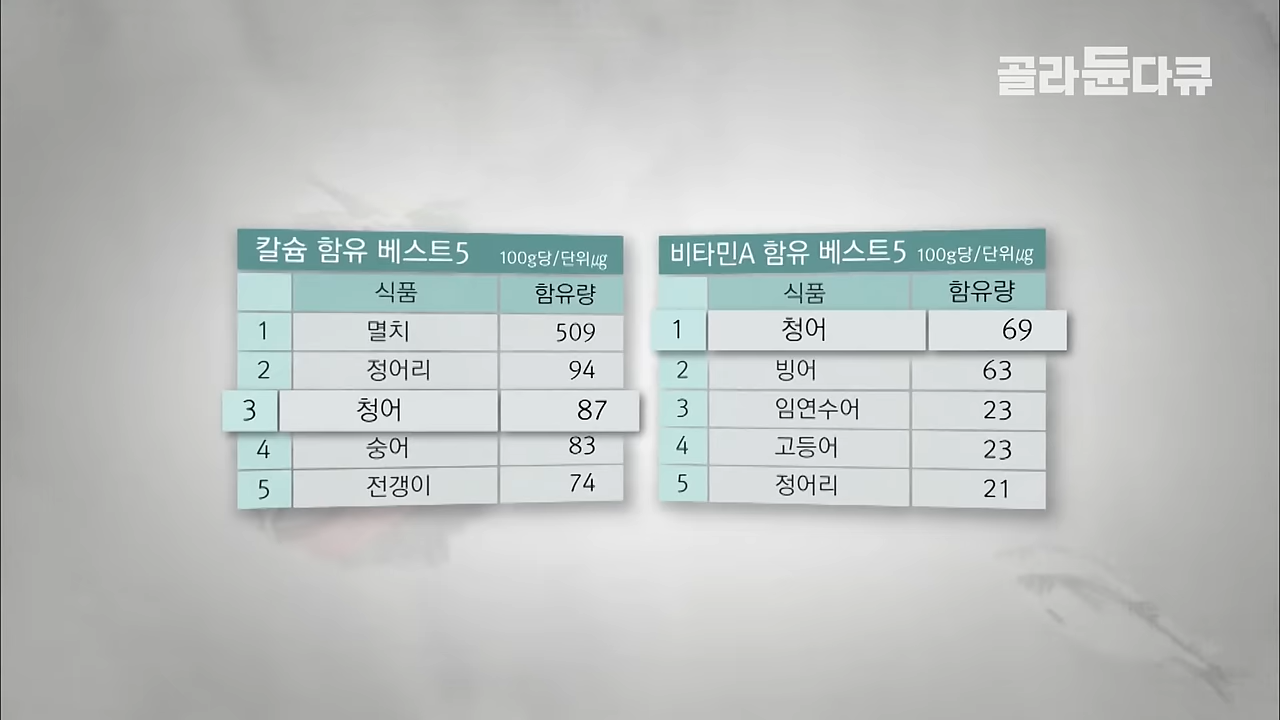 골라듄다큐
칼슘 함유 베스트5 100g당/단위㎍
식품 함유량
1 멸치 509
2 정어리 94
3 청어 87
4 숭어 83
5 전갱이 74
비타민A 함유 베스트5 100g당/단위㎍
식품 함유량
1 청어 69
2 빙어 63
3 임연수어 23
4 고등어 23
5 정어리 21